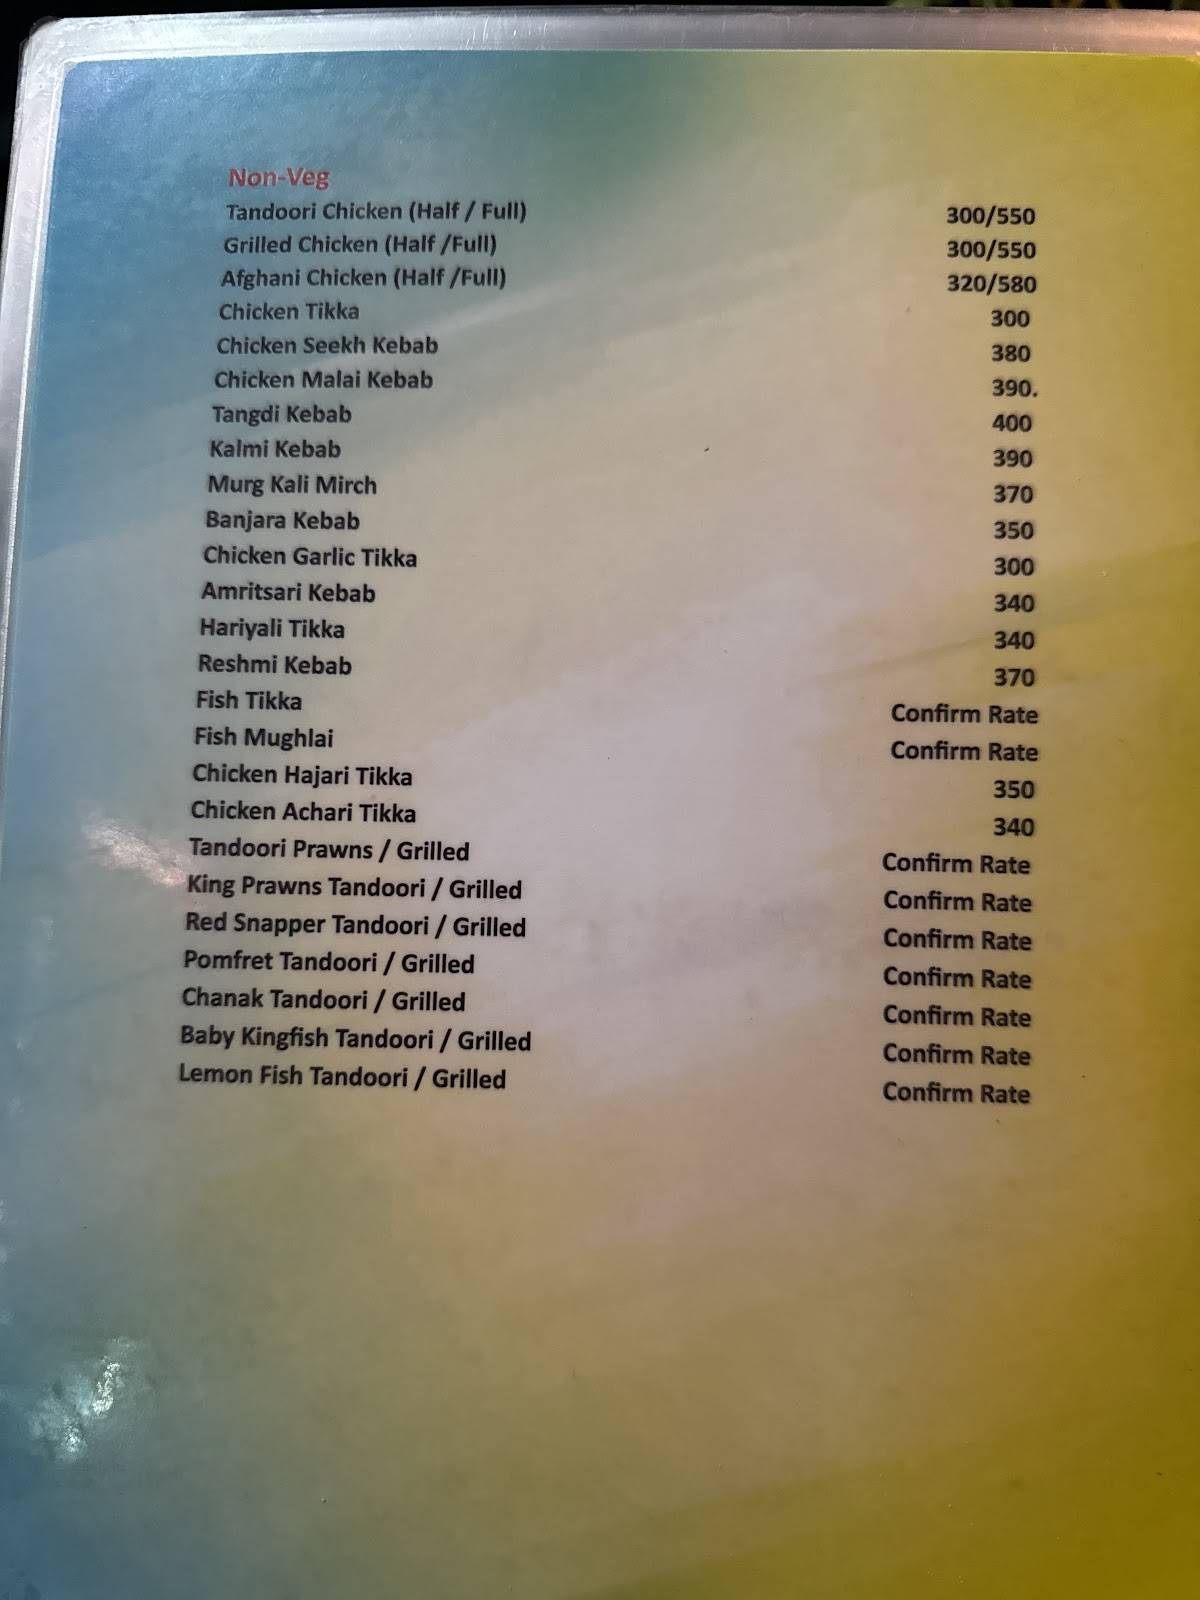 Non-Veg
Tandoori Chicken (Half / Full) 300/550
Grilled Chicken (Half /Full) 300/550
Afghani Chicken (Half /Full) 320/580
Chicken Tikka 300
Chicken Seekh Kebab 380
Chicken Malai Kebab 390.
Tangdi Kebab 400
Kalmi Kebab 390
Murg Kali Mirch 370
Banjara Kebab 350
Chicken Garlic Tikka 300
Amritsari Kebab 340
Hariyali Tikka 340
Reshmi Kebab 370
Fish Tikka Confirm Rate
Fish Mughlai Confirm Rate
Chicken Hajari Tikka 350
Chicken Achari Tikka 340
Tandoori Prawns / Grilled Confirm Rate
King Prawns Tandoori / Grilled Confirm Rate
Red Snapper Tandoori / Grilled Confirm Rate
Pomfret Tandoori / Grilled Confirm Rate
Chanak Tandoori / Grilled Confirm Rate
Baby Kingfish Tandoori / Grilled Confirm Rate
Lemon Fish Tandoori / Grilled Confirm Rate